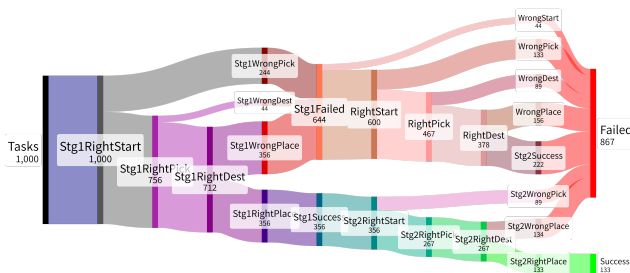 WrongStart
44
WrongPick
133
Stg1WrongPick
244
WrongDest
89
Stg1WrongDest
44
Stg1Failed
644
RightStart
600
WrongPlace
156
RightPick
467
RightDest
378
Failed
867
Tasks
1,000
Stg1RightStart
1,000
Stg1WrongPlace
356
Stg2Success
222
Stg1RightPick
756
Stg1RightDest
712
Stg2WrongPick
89
Stg1RightPlace
356
Stg1Success
356
Stg2RightStart
356
Stg2WrongPlace
134
Stg2RightPick
267
Stg2RightDest
267
Stg2RightPlace
133
Success
133